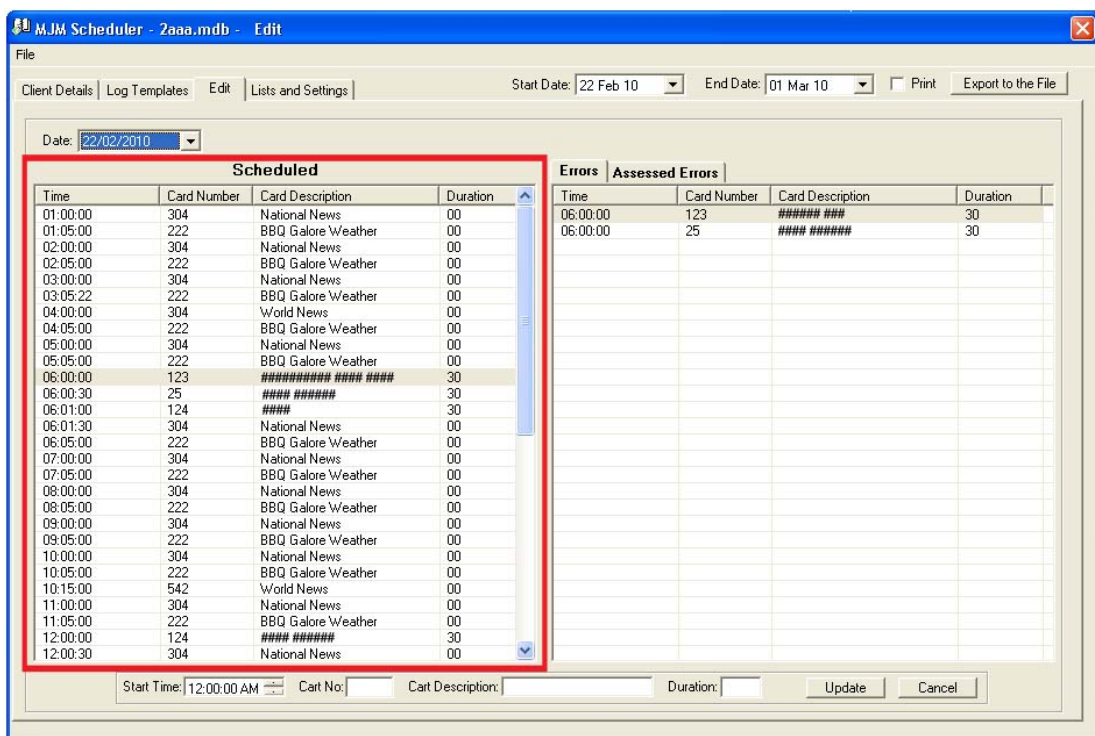 MJM Scheduler - 2aaa.mdb - Edit
File
Client Details Log Templates Edit Lists and Settings Start Date: 22 Feb 10 End Date: 01 Mar 10 Print Export to the File
Date: 22/02/2010
Scheduled Errors Assessed Errors
Time Card Number Card Description Duration Time Card Number Card Description Duration
01:00:00 304 National News 00 06:00:00 123 ###### ### 30
01:05:00 222 BBQ Galore Weather 00 06:00:00 25 #### ###### 30
02:00:00 304 National News 00
02:05:00 222 BBQ Galore Weather 00
03:00:00 304 National News 00
03:05:22 222 BBQ Galore Weather 00
04:00:00 304 World News 00
04:05:00 222 BBQ Galore Weather 00
05:00:00 304 National News 00
05:05:00 222 BBQ Galore Weather 00
06:00:00 123 ########## #### #### 30
06:00:30 25 #### ###### 30
06:01:00 124 #### 30
06:01:30 304 National News 00
06:05:00 222 BBQ Galore Weather 00
07:00:00 304 National News 00
07:05:00 222 BBQ Galore Weather 00
08:00:00 304 National News 00
08:05:00 222 BBQ Galore Weather 00
09:00:00 304 National News 00
09:05:00 222 BBQ Galore Weather 00
10:00:00 304 National News 00
10:05:00 222 BBQ Galore Weather 00
10:15:00 542 World News 00
11:00:00 304 National News 00
11:05:00 222 BBQ Galore Weather 00
12:00:00 124 #### ###### 30
12:00:30 304 National News 00
Start Time: 12:00:00 AM Cart No: Cart Description: Duration: Update Cancel